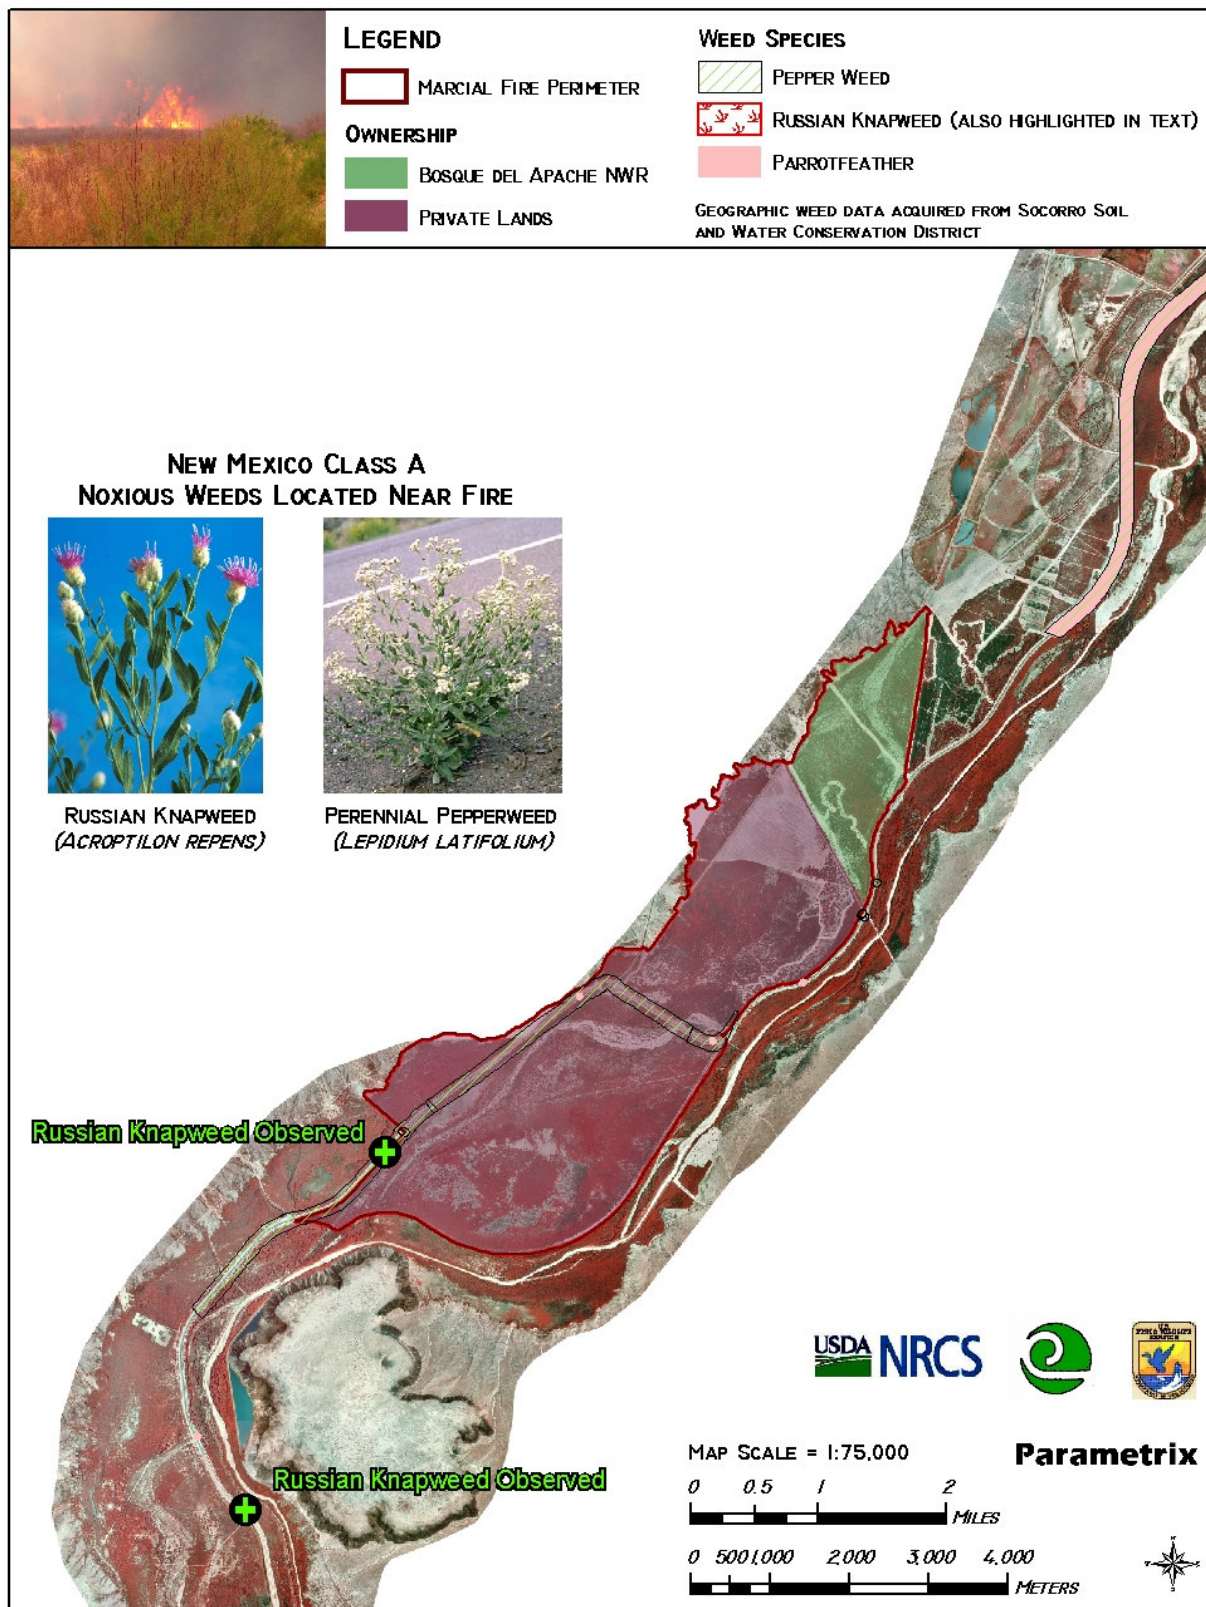 LEGEND
MARCIAL FIRE PERIMETER
OWNERSHIP
BOSQUE DEL APACHE NWR
PRIVATE LANDS
WEED SPECIES
PEPPER WEED
RUSSIAN KNAPWEED (ALSO HIGHLIGHTED IN TEXT)
PARROTFEATHER
GEOGRAPHIC WEED DATA ACQUIRED FROM SOCORRO SOIL
AND WATER CONSERVATION DISTRICT
NEW MEXICO CLASS A
NOXIOUS WEEDS LOCATED NEAR FIRE
RUSSIAN KNAPWEED
(ACROPTILON REPENS)
PERENNIAL PEPPERWEED
(LEPIDIUM LATIFOLIUM)
Russian Knapweed Observed
Russian Knapweed Observed
USDA NRCS
U.S.
FISH & WILDLIFE
SERVICE
MAP SCALE = 1:75,000
Parametrix
0 0.5 1 2
MILES
0 500 1,000 2,000 3,000 4,000
METERS